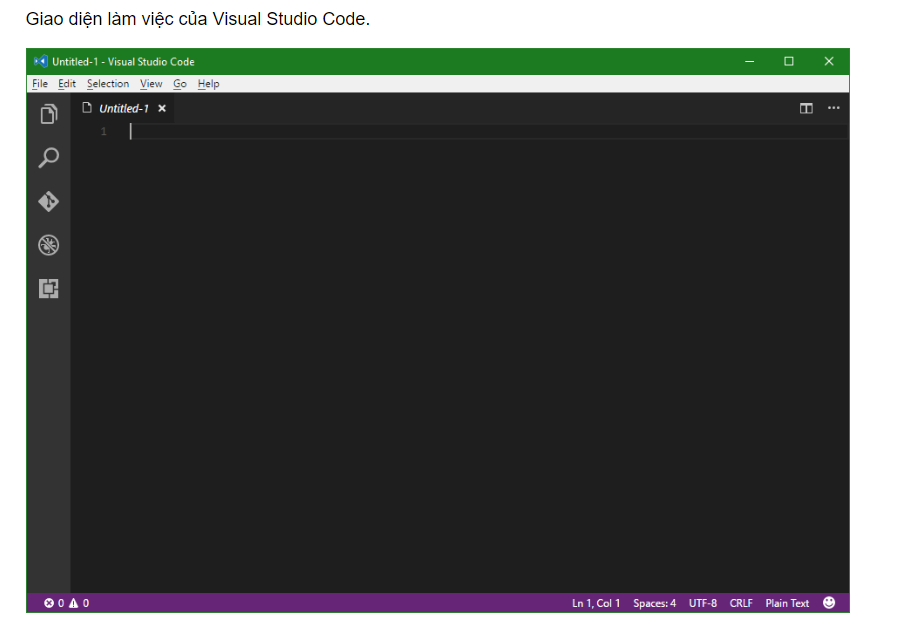 Giao diện làm việc của Visual Studio Code.
Untitled-1 - Visual Studio Code
File Edit Selection View Go Help
Untitled-1
1
0 0 Ln 1, Col 1 Spaces: 4 UTF-8 CRLF Plain Text